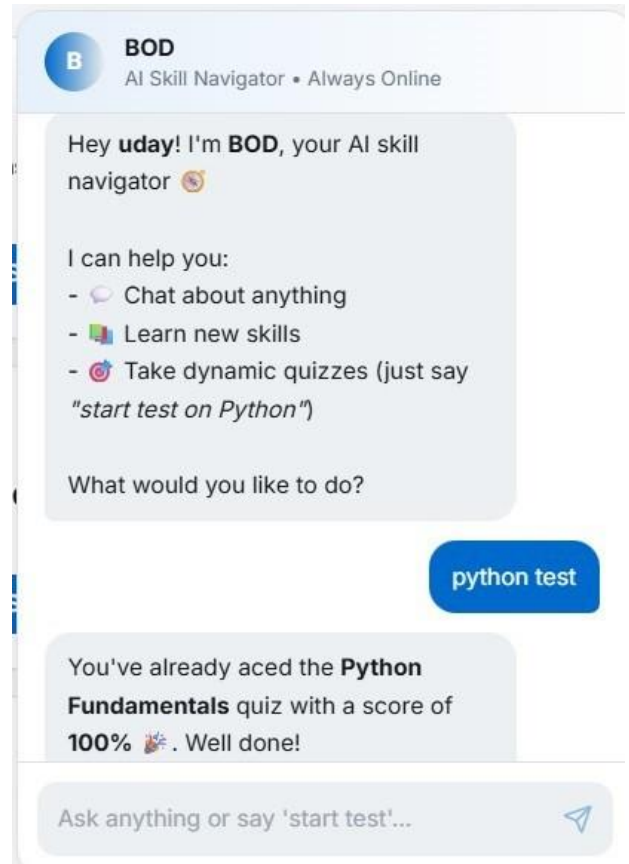 B
BOD
AI Skill Navigator • Always Online
Hey uday! I'm BOD, your AI skill
navigator 🧭
I can help you:
- 💬 Chat about anything
- 📚 Learn new skills
- 🎯 Take dynamic quizzes (just say
"start test on Python")
What would you like to do?
python test
You've already aced the Python
Fundamentals quiz with a score of
100% 🎉. Well done!
Ask anything or say 'start test'...